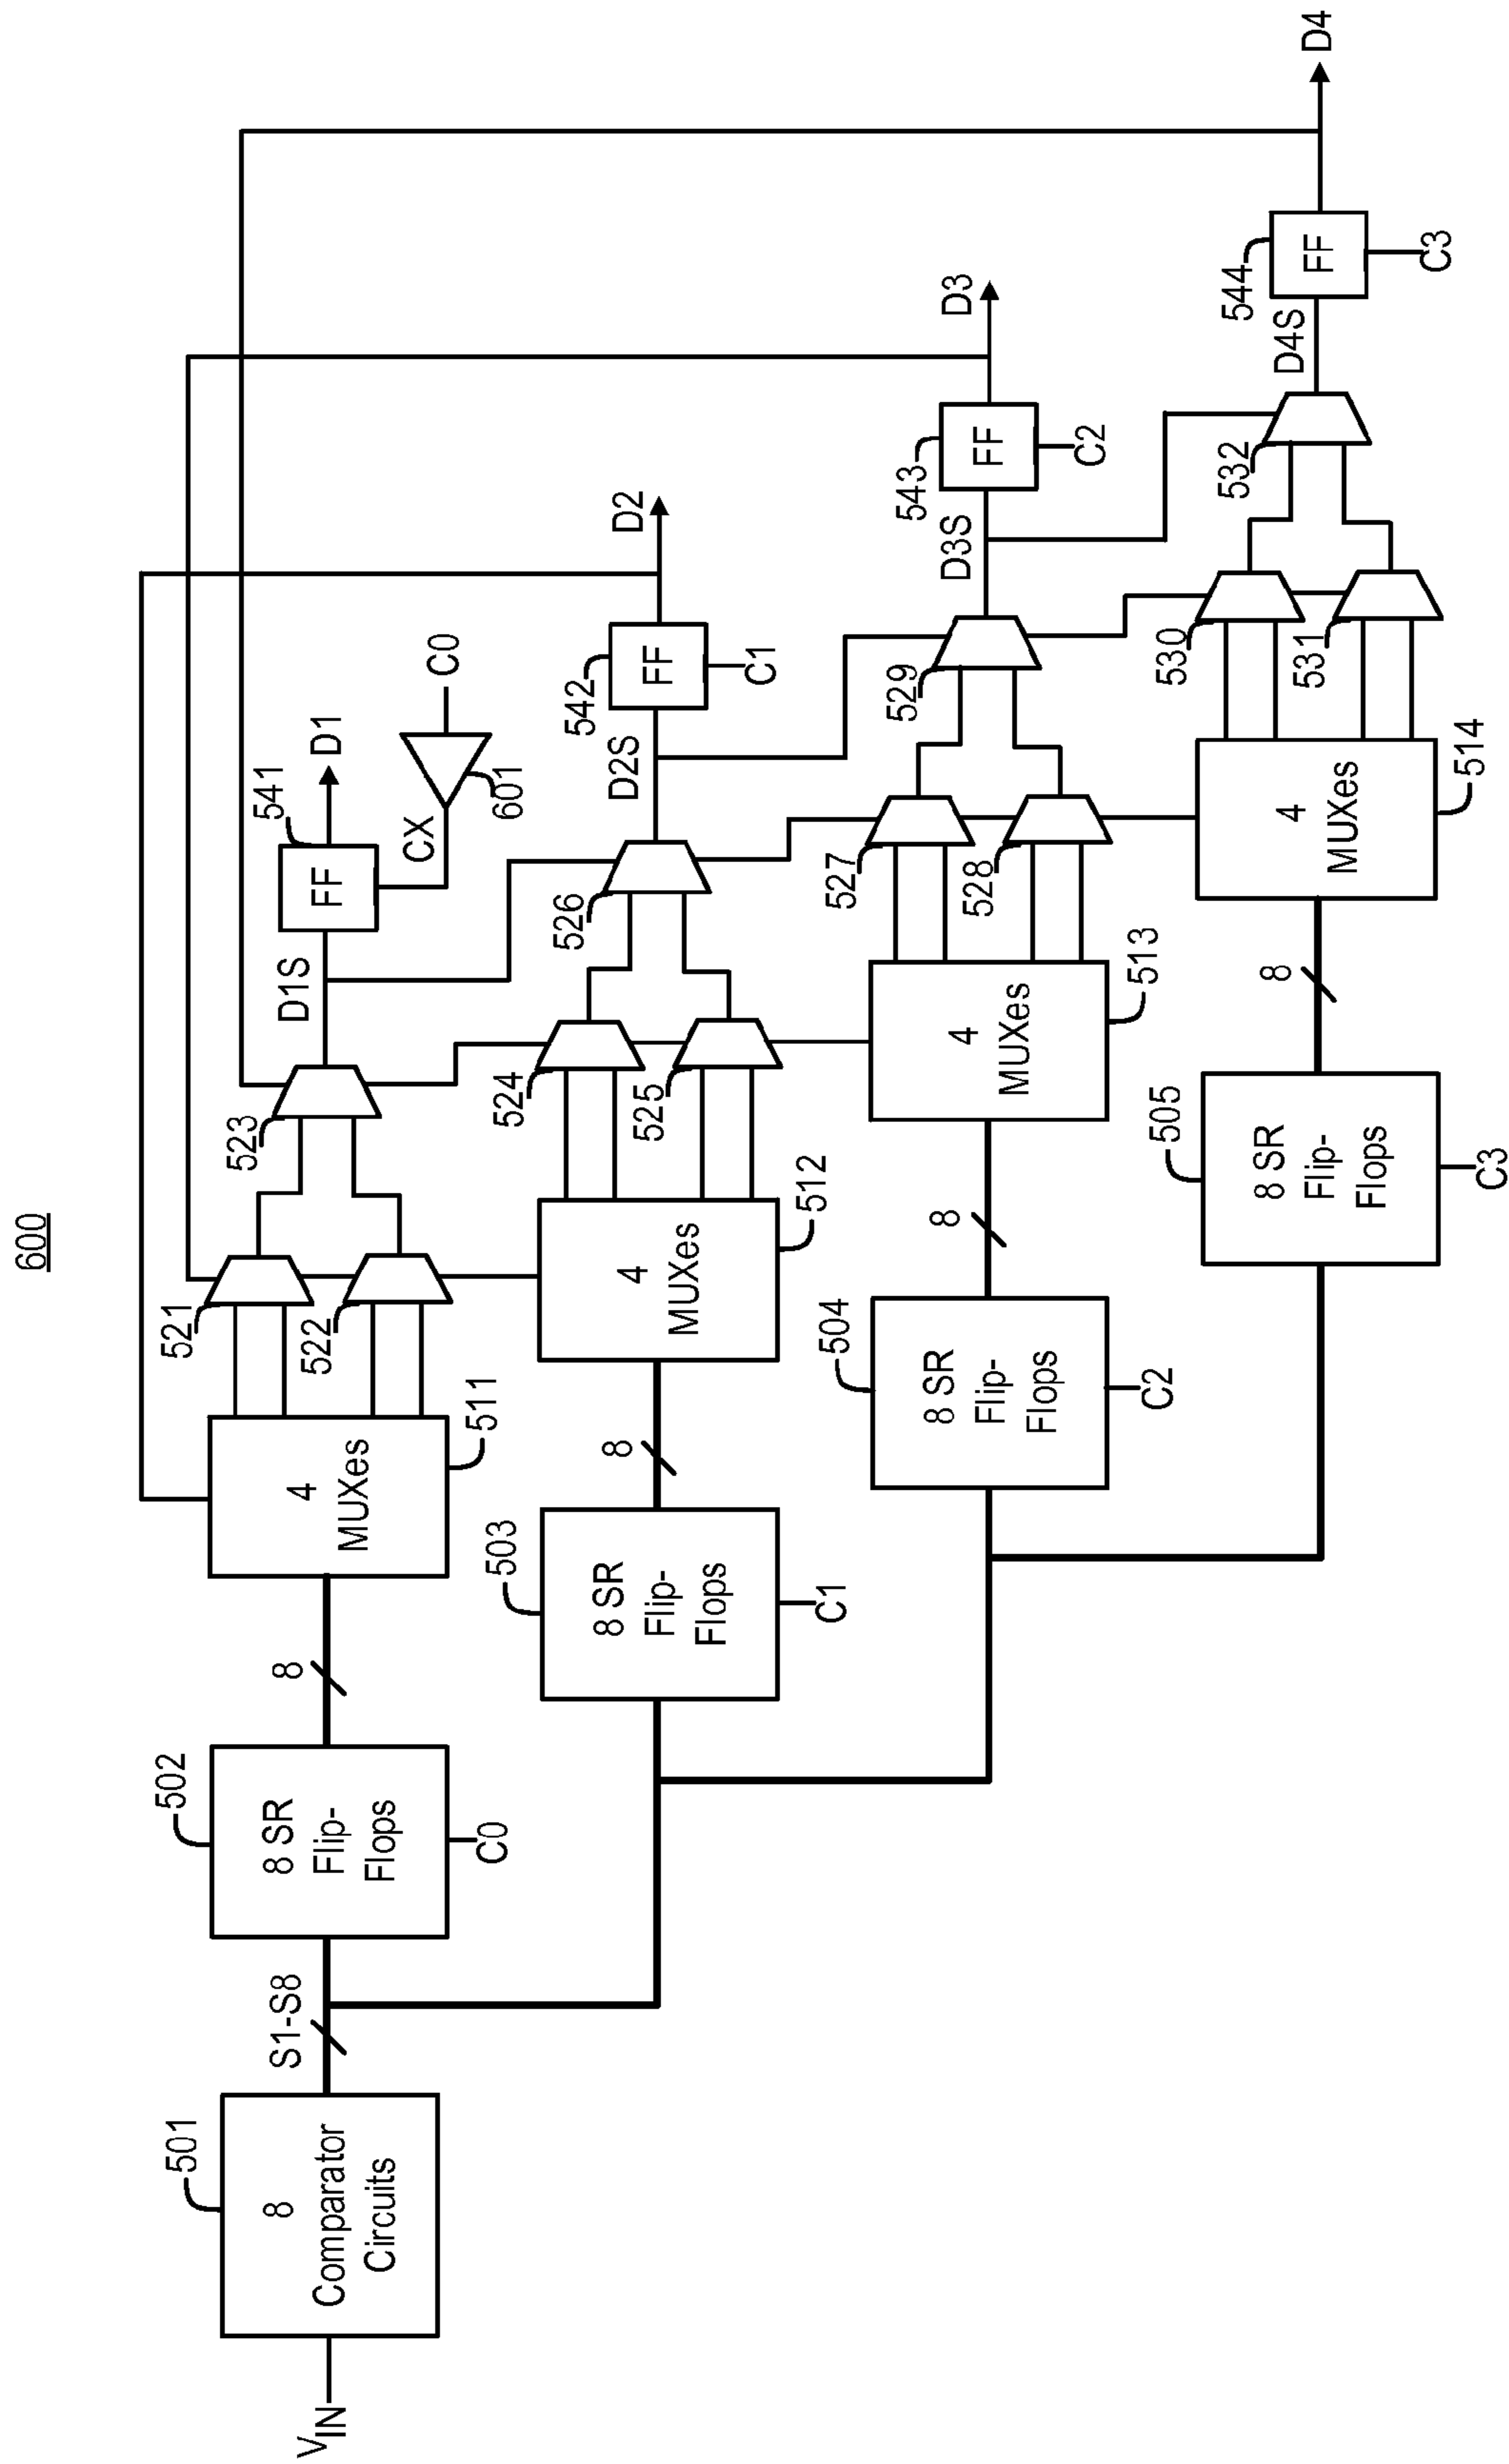 600
V_IN
501
8
Comparator
Circuits
S1-S8
502
8 SR
Flip-
Flops
C0
8
511
4
MUXes
521
522
523
D1S
541
FF
D1
CX
601
C0
503
8 SR
Flip-
Flops
C1
8
512
4
MUXes
524
525
526
D2S
542
FF
C1
D2
504
8 SR
Flip-
Flops
C2
8
513
4
MUXes
527
528
529
D3S
543
FF
C2
D3
505
8 SR
Flip-
Flops
C3
8
514
4
MUXes
530
531
532
D4S
544
FF
C3
D4